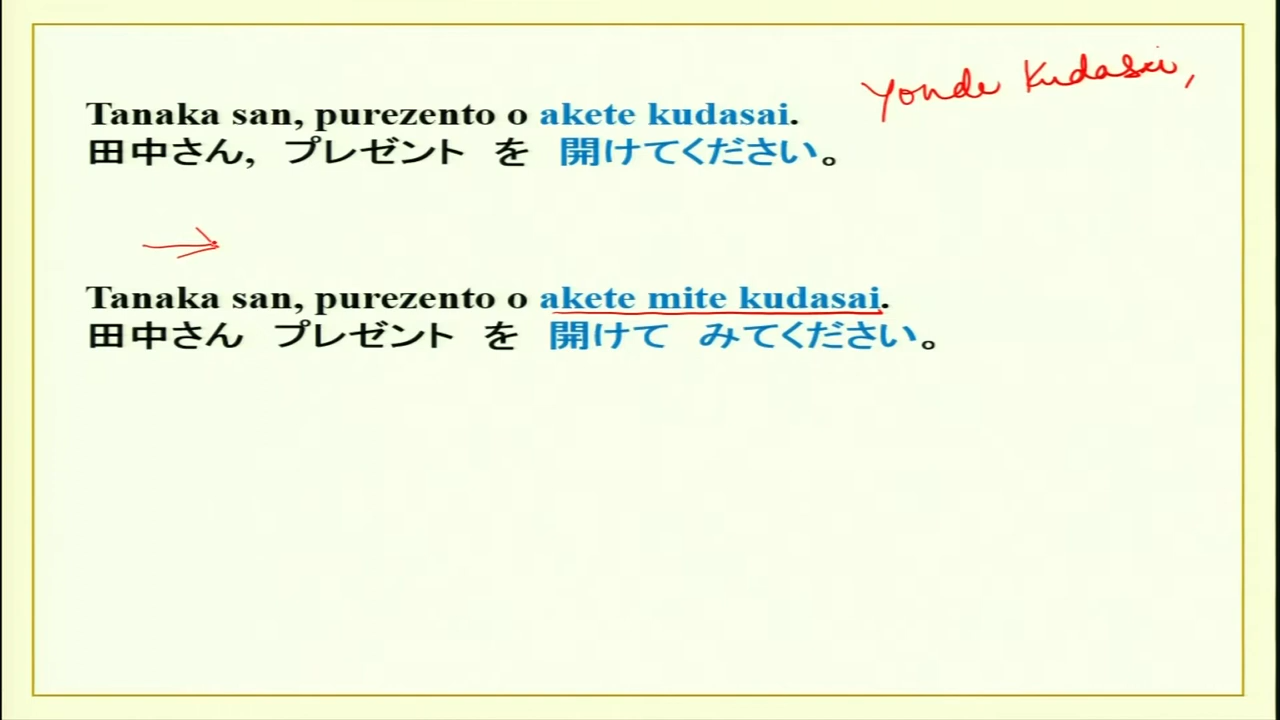 Yonde Kudasai,
Tanaka san, purezento o akete kudasai.
田中さん, プレゼント を 開けてください。
Tanaka san, purezento o akete mite kudasai.
田中さん プレゼント を 開けて みてください。